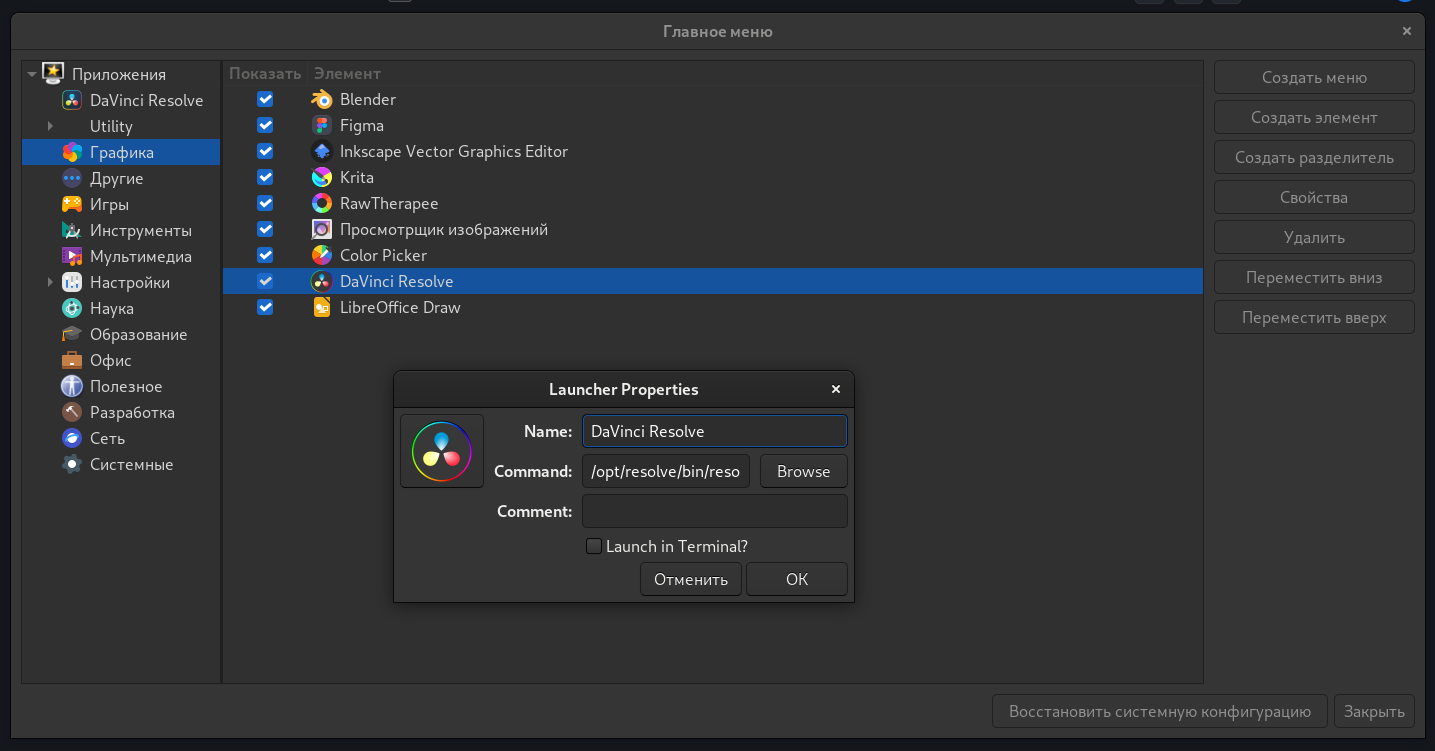 Главное меню
Приложения
DaVinci Resolve
Utility
Графика
Другие
Игры
Инструменты
Мультимедиа
Настройки
Наука
Образование
Офис
Полезное
Разработка
Сеть
Системные
Показать Элемент
Blender
Figma
Inkscape Vector Graphics Editor
Krita
RawTherapee
Просмотрщик изображений
Color Picker
DaVinci Resolve
LibreOffice Draw
Создать меню
Создать элемент
Создать разделитель
Свойства
Удалить
Переместить вниз
Переместить вверх
Launcher Properties
Name: DaVinci Resolve
Command: /opt/resolve/bin/reso Browse
Comment:
Launch in Terminal?
Отменить OK
Восстановить системную конфигурацию Закрыть